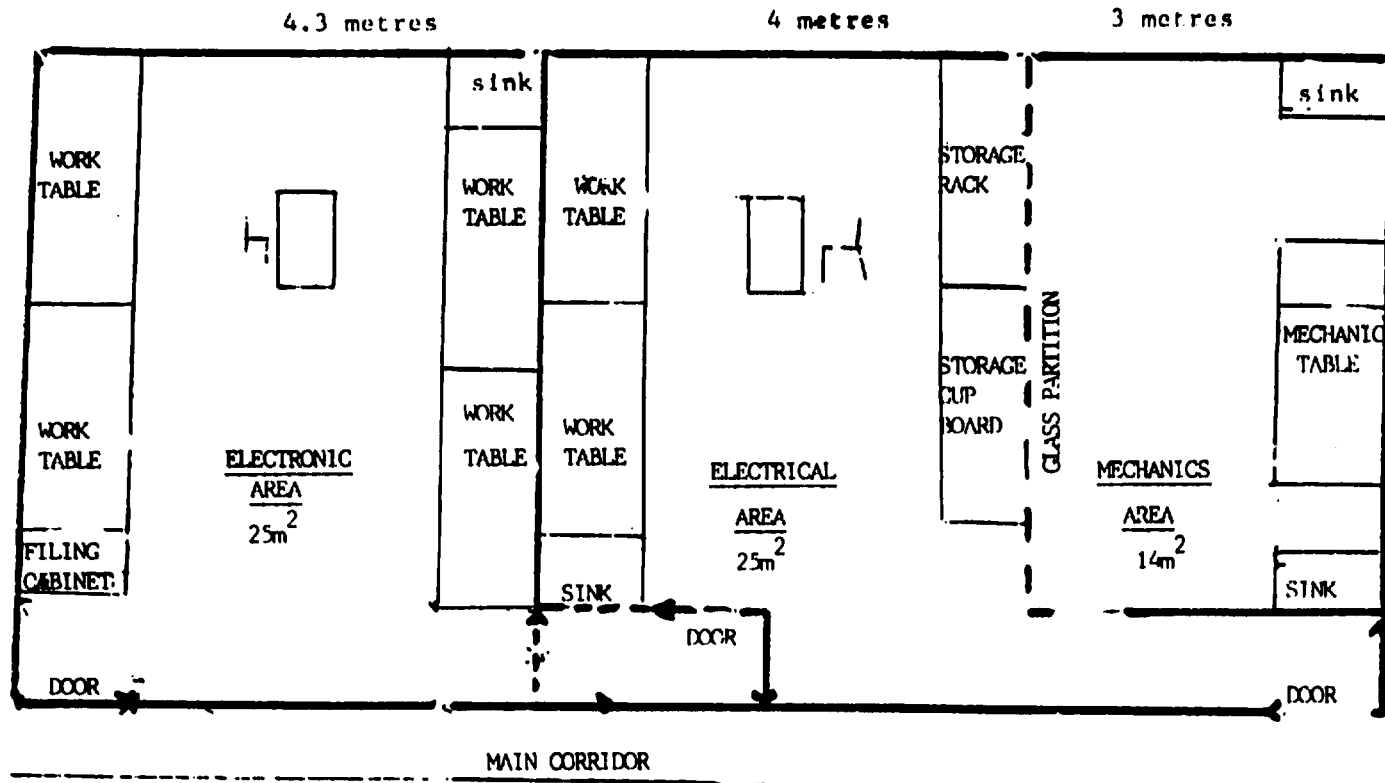 4.3 metres
4 metres
3 metres
sink
sink
WORK
TABLE
WORK
TABLE
WORK
TABLE
STORAGE
RACK
GLASS PARTITION
MECHANIC
TABLE
STORAGE
CUP
BOARD
WORK
TABLE
WORK
TABLE
WORK
TABLE
ELECTRONIC
AREA
25m²
ELECTRICAL
AREA
25m²
MECHANICS
AREA
14m²
FILING
CABINET
SINK
SINK
DOOR
DOOR
DOOR
MAIN CORRIDOR